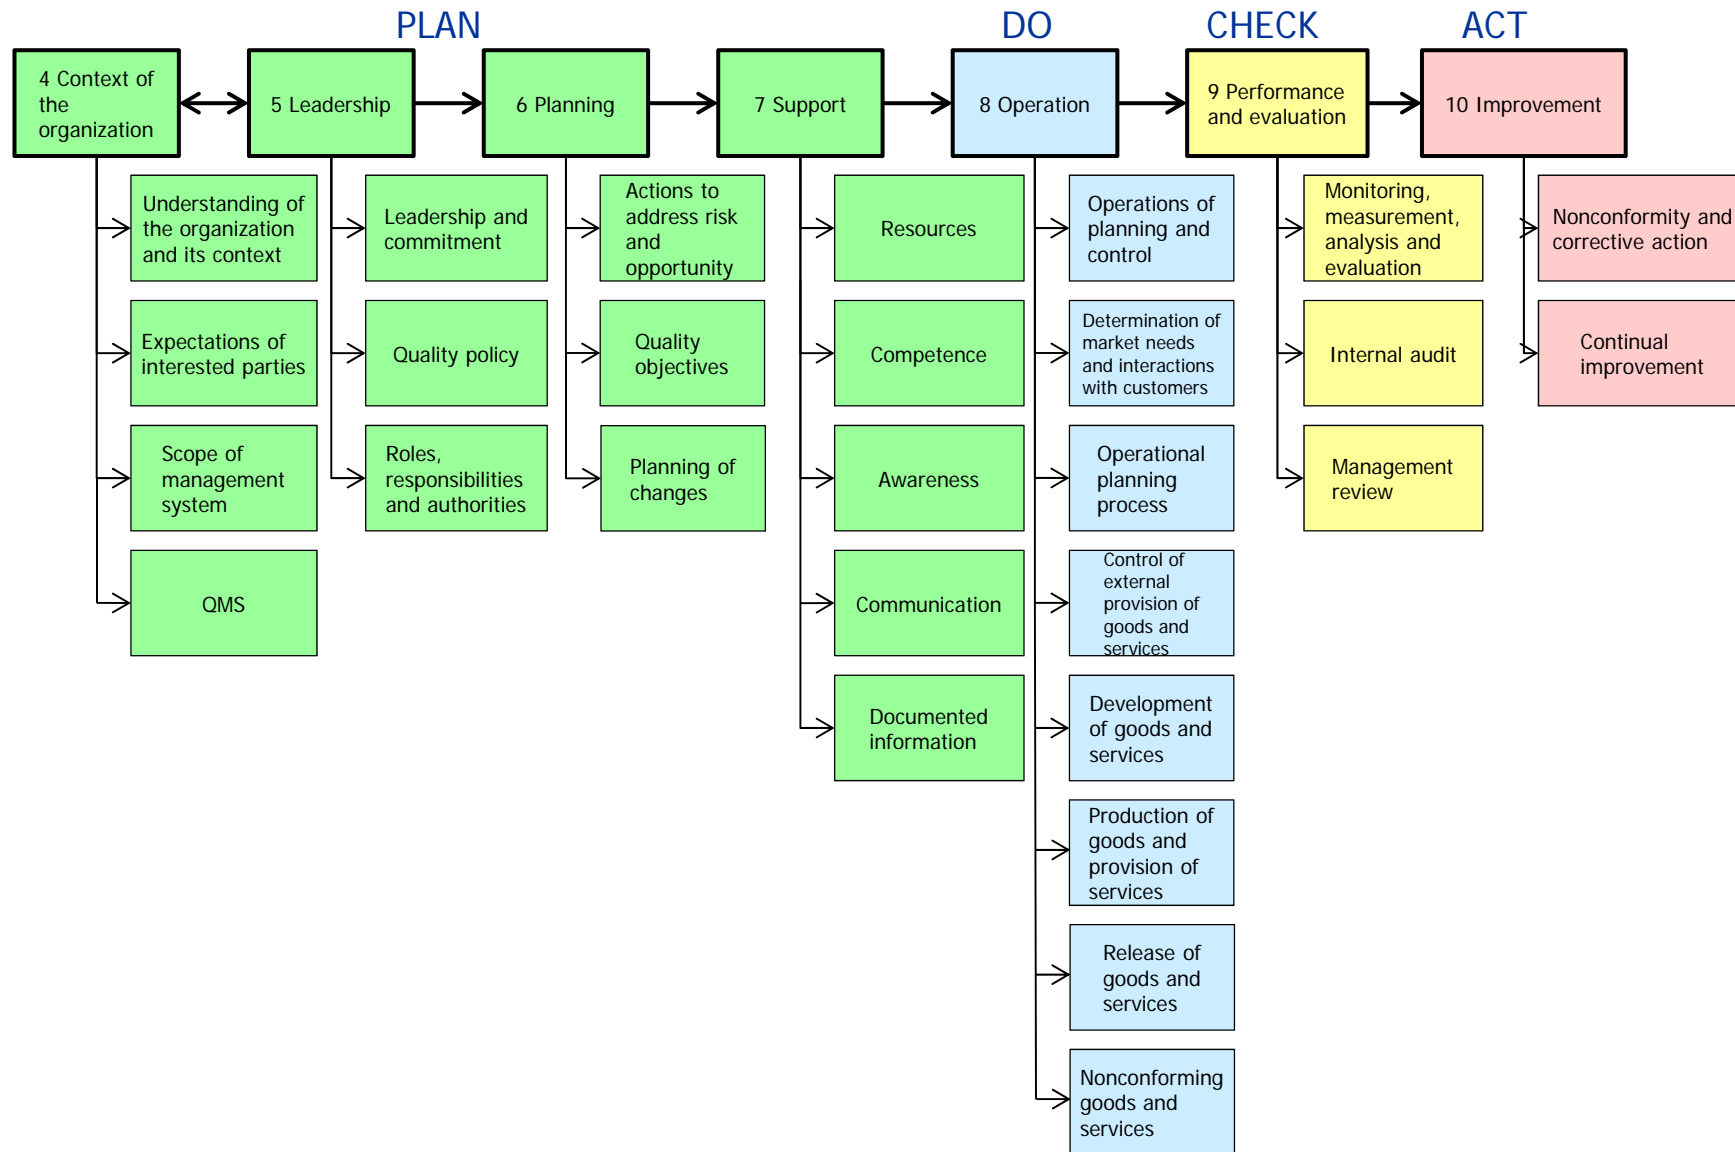 PLAN
DO
CHECK
ACT
4 Context of
the
organization
5 Leadership
6 Planning
7 Support
8 Operation
9 Performance
and evaluation
10 Improvement
Understanding of
the organization
and its context
Expectations of
interested parties
Scope of
management
system
QMS
Leadership and
commitment
Quality policy
Roles,
responsibilities
and authorities
Actions to
address risk
and
opportunity
Quality
objectives
Planning of
changes
Resources
Competence
Awareness
Communication
Documented
information
Operations of
planning and
control
Determination of
market needs
and interactions
with customers
Operational
planning
process
Control of
external
provision of
goods and
services
Development
of goods and
services
Production of
goods and
provision of
services
Release of
goods and
services
Nonconforming
goods and
services
Monitoring,
measurement,
analysis and
evaluation
Internal audit
Management
review
Nonconformity and
corrective action
Continual
improvement